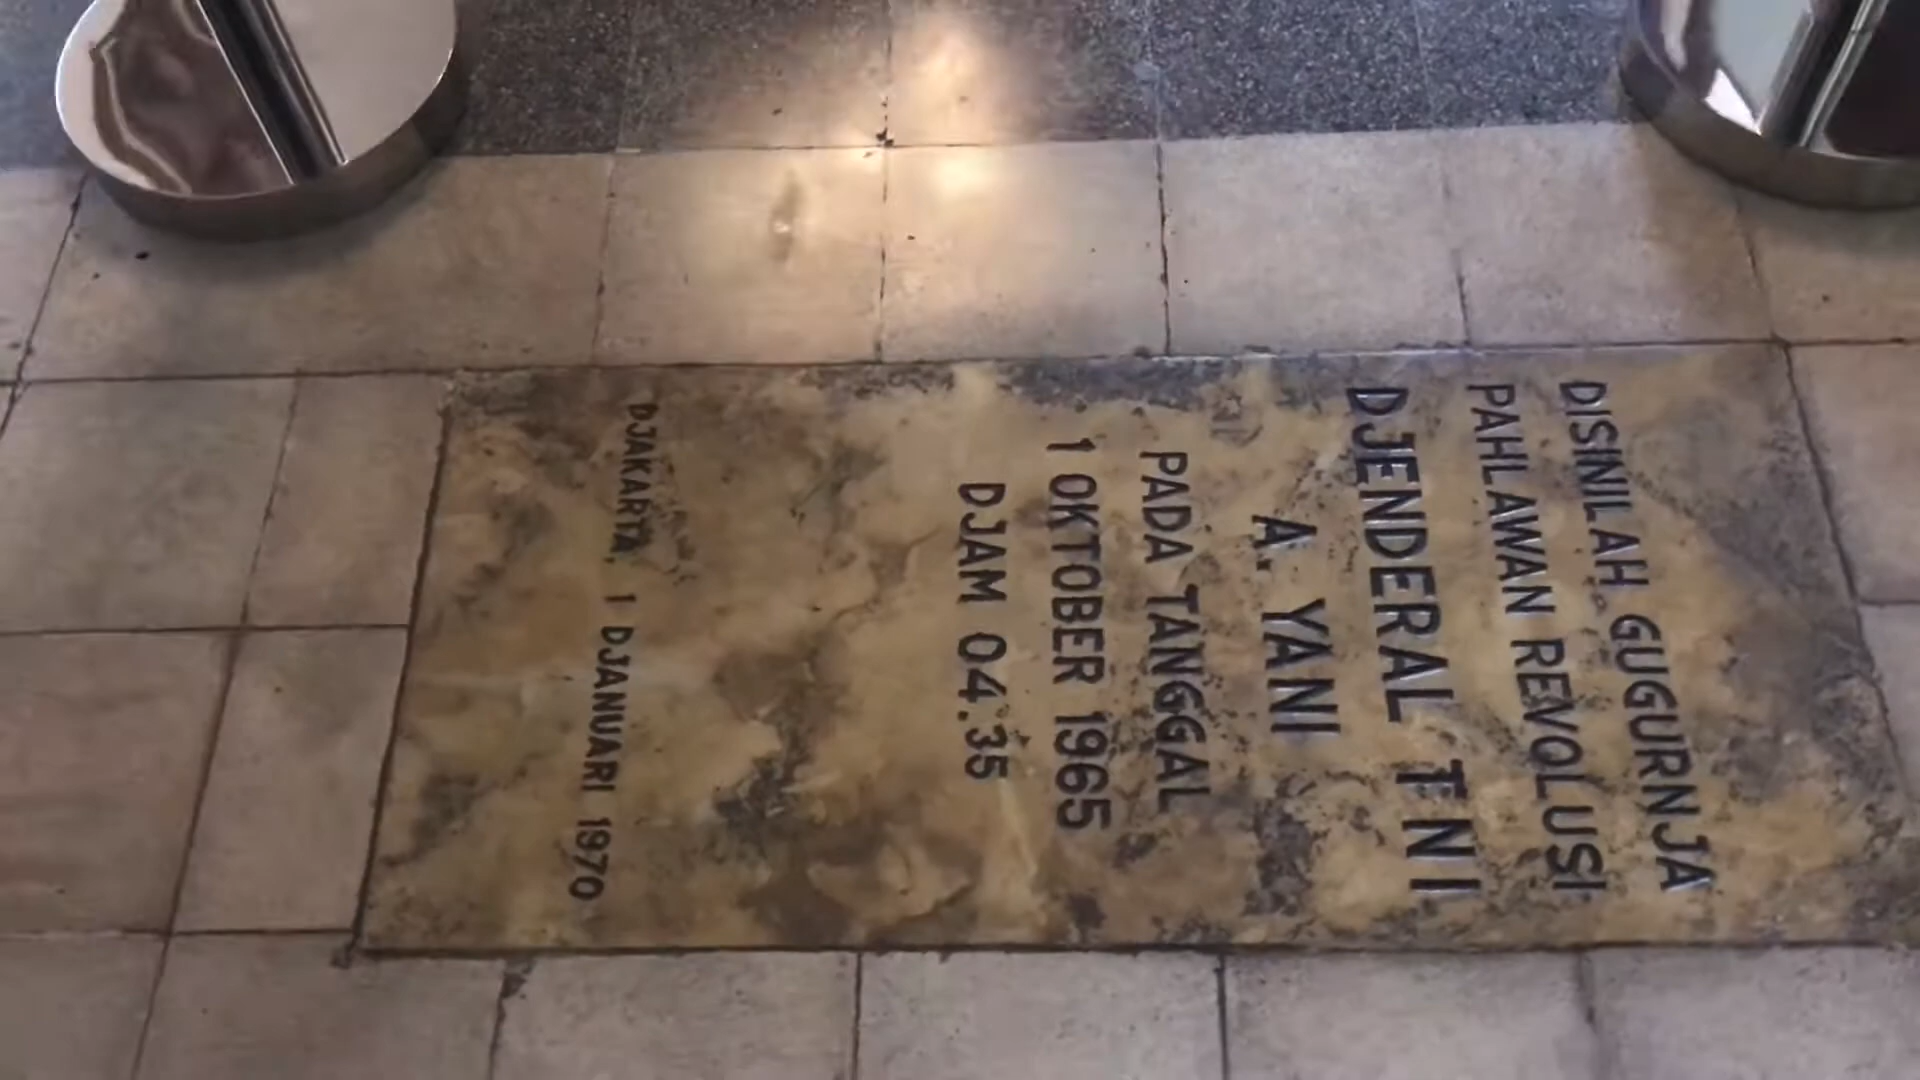 DISINILAH GUGURNJA
PAHLAWAN REVOLUSI
DJENDERAL TNI
A. YANI
PADA TANGGAL
1 OKTOBER 1965
DJAM 04.35
DJAKARTA, 1 DJANUARI 1970